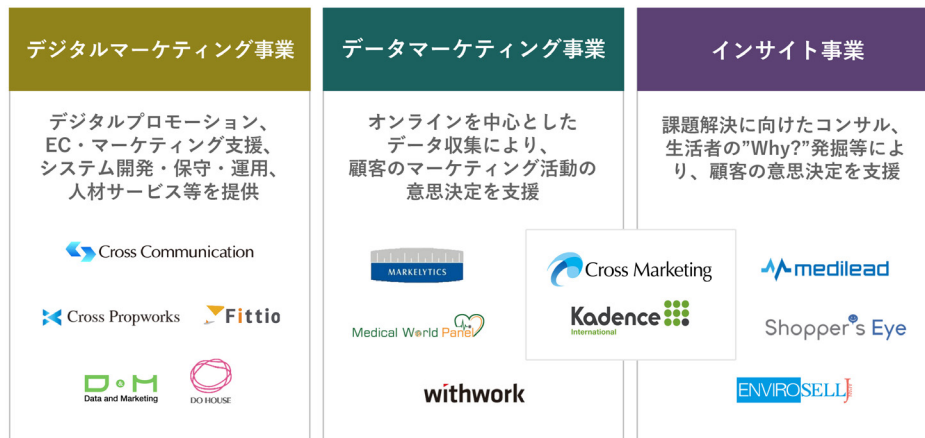 デジタルマーケティング事業
デジタルプロモーション、
EC・マーケティング支援、
システム開発・保守・運用、
人材サービス等を提供
Cross Communication
Cross Propworks
Fittio
D&M
Data and Marketing
DO HOUSE
データマーケティング事業
オンラインを中心とした
データ収集により、
顧客のマーケティング活動の
意思決定を支援
MARKELYTICS
Medical World Panel
withwork
Cross Marketing
Kadence
International
インサイト事業
課題解決に向けたコンサル、
生活者の”Why?”発掘等によ
り、顧客の意思決定を支援
medilead
Shopper's Eye
ENVIROSELL